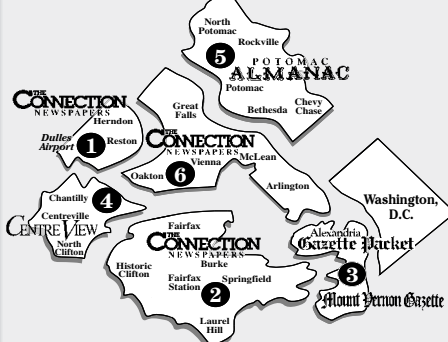 North
Potomac
Rockville
5
POTOMAC
ALMANAC
Potomac
Bethesda
Chevy
Chase
THE
CONNECTION
NEWSPAPERS
Herndon
Dulles
Airport
1
Reston
Great
Falls
THE
CONNECTION
NEWSPAPERS
Vienna
McLean
Oakton
6
Arlington
Chantilly
4
Centreville
CENTRE VIEW
North
Clifton
Washington,
D.C.
Fairfax
THE
CONNECTION
NEWSPAPERS
Burke
Historic
Clifton
Fairfax
Station
Springfield
2
Laurel
Hill
Alexandria
Gazette Packet
3
Mount Vernon Gazette